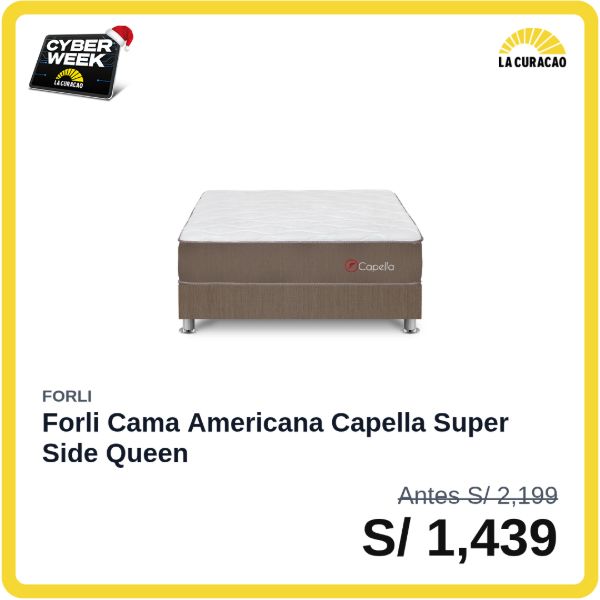 CYBER
WEEK
LA CURACAO
LA CURACAO
Capella
FORLI
Forli Cama Americana Capella Super
Side Queen
Antes S/ 2,199
S/ 1,439